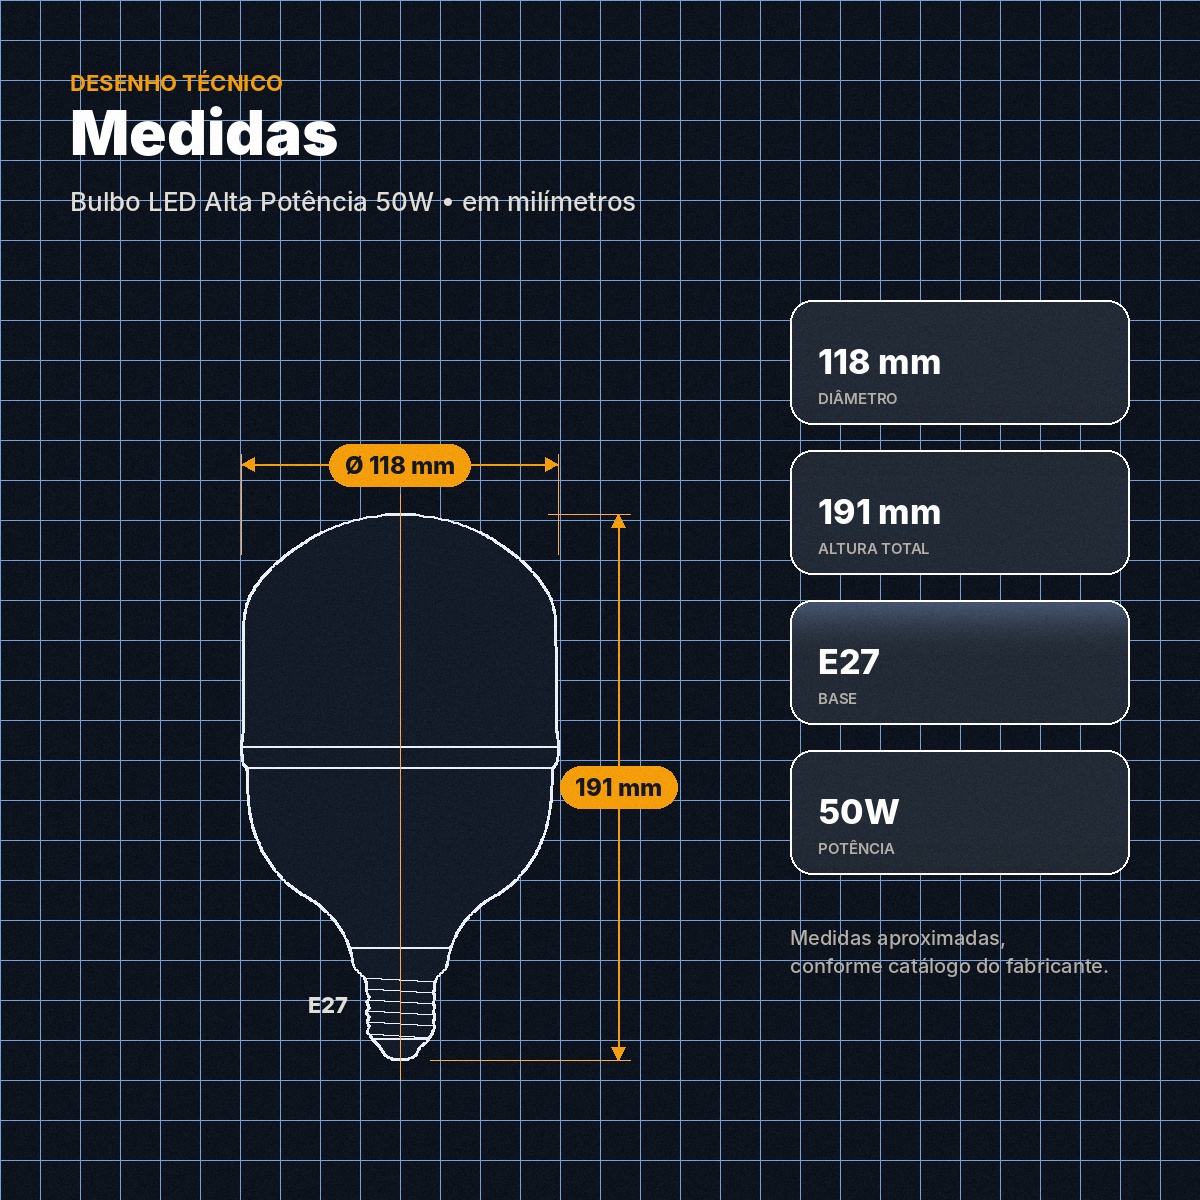 DESENHO TÉCNICO
Medidas
Bulbo LED Alta Potência 50W • em milímetros
118 mm
DIÂMETRO
Ø 118 mm
191 mm
ALTURA TOTAL
E27
BASE
191 mm
50W
POTÊNCIA
Medidas aproximadas,
conforme catálogo do fabricante.
E27